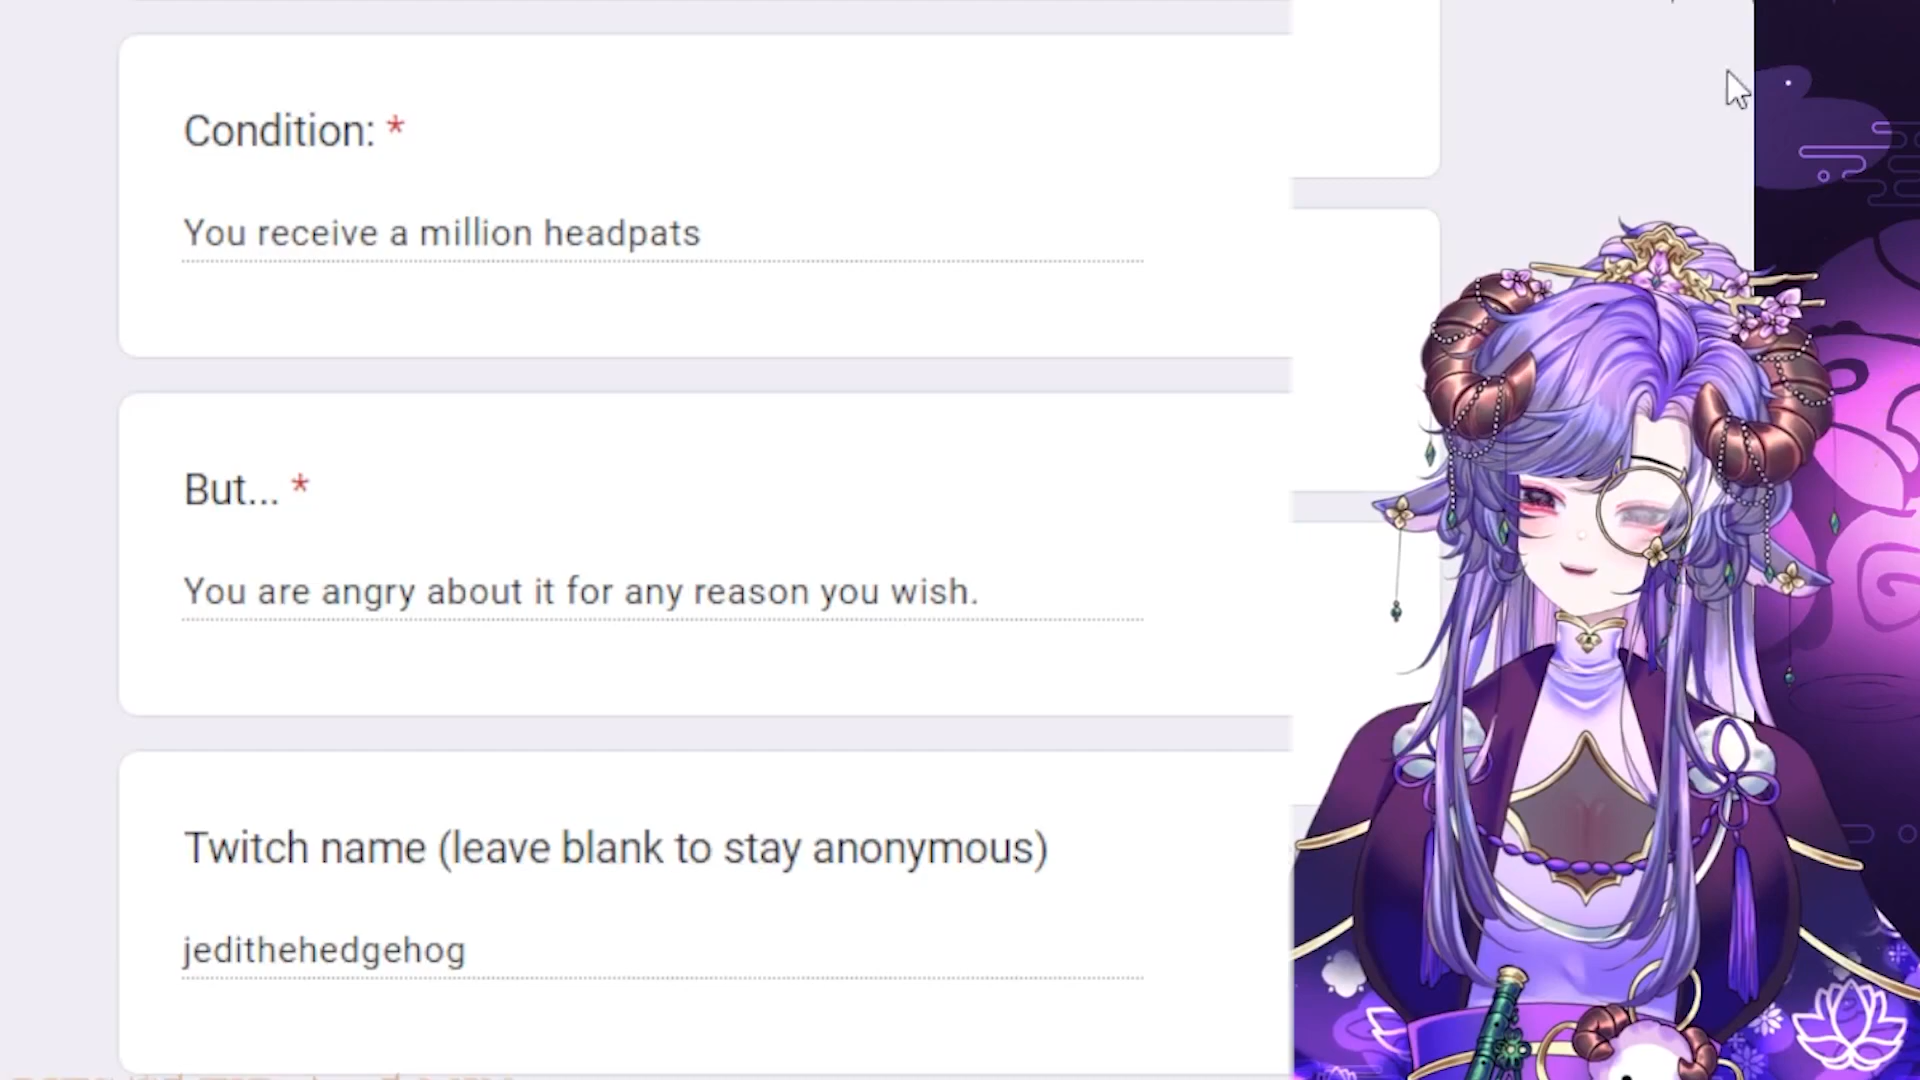 Condition: *
You receive a million headpats
But... *
You are angry about it for any reason you wish.
Twitch name (leave blank to stay anonymous)
jedithehedgehog